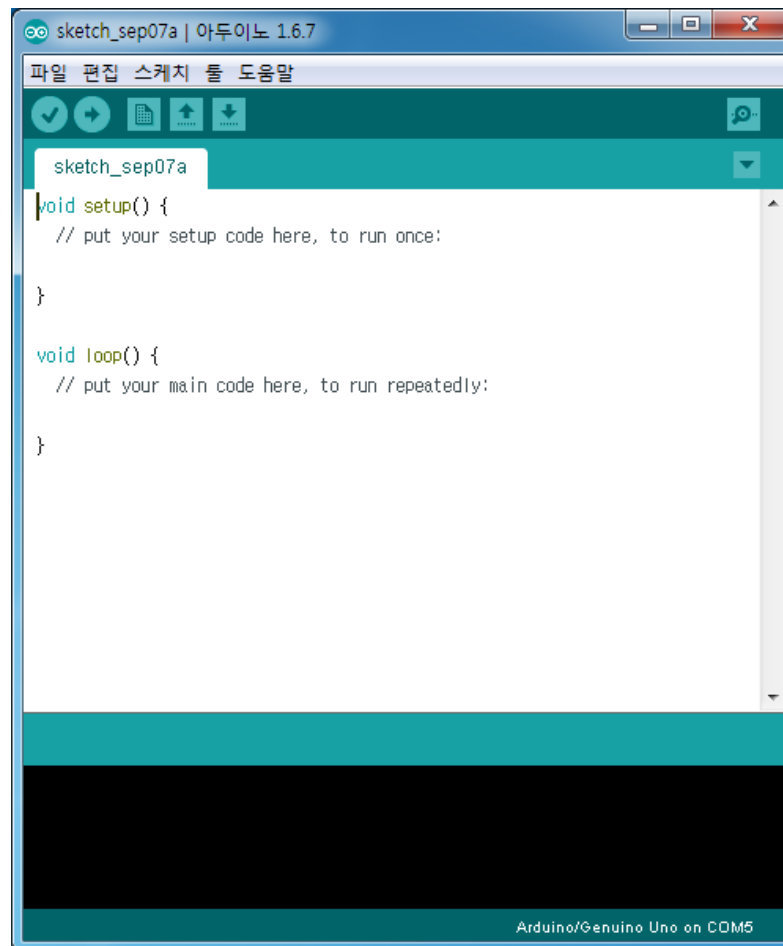 sketch_sep07a | 아두이노 1.6.7
파일 편집 스케치 툴 도움말
sketch_sep07a
void setup() {
  // put your setup code here, to run once:
}
void loop() {
  // put your main code here, to run repeatedly:
}
Arduino/Genuino Uno on COM5